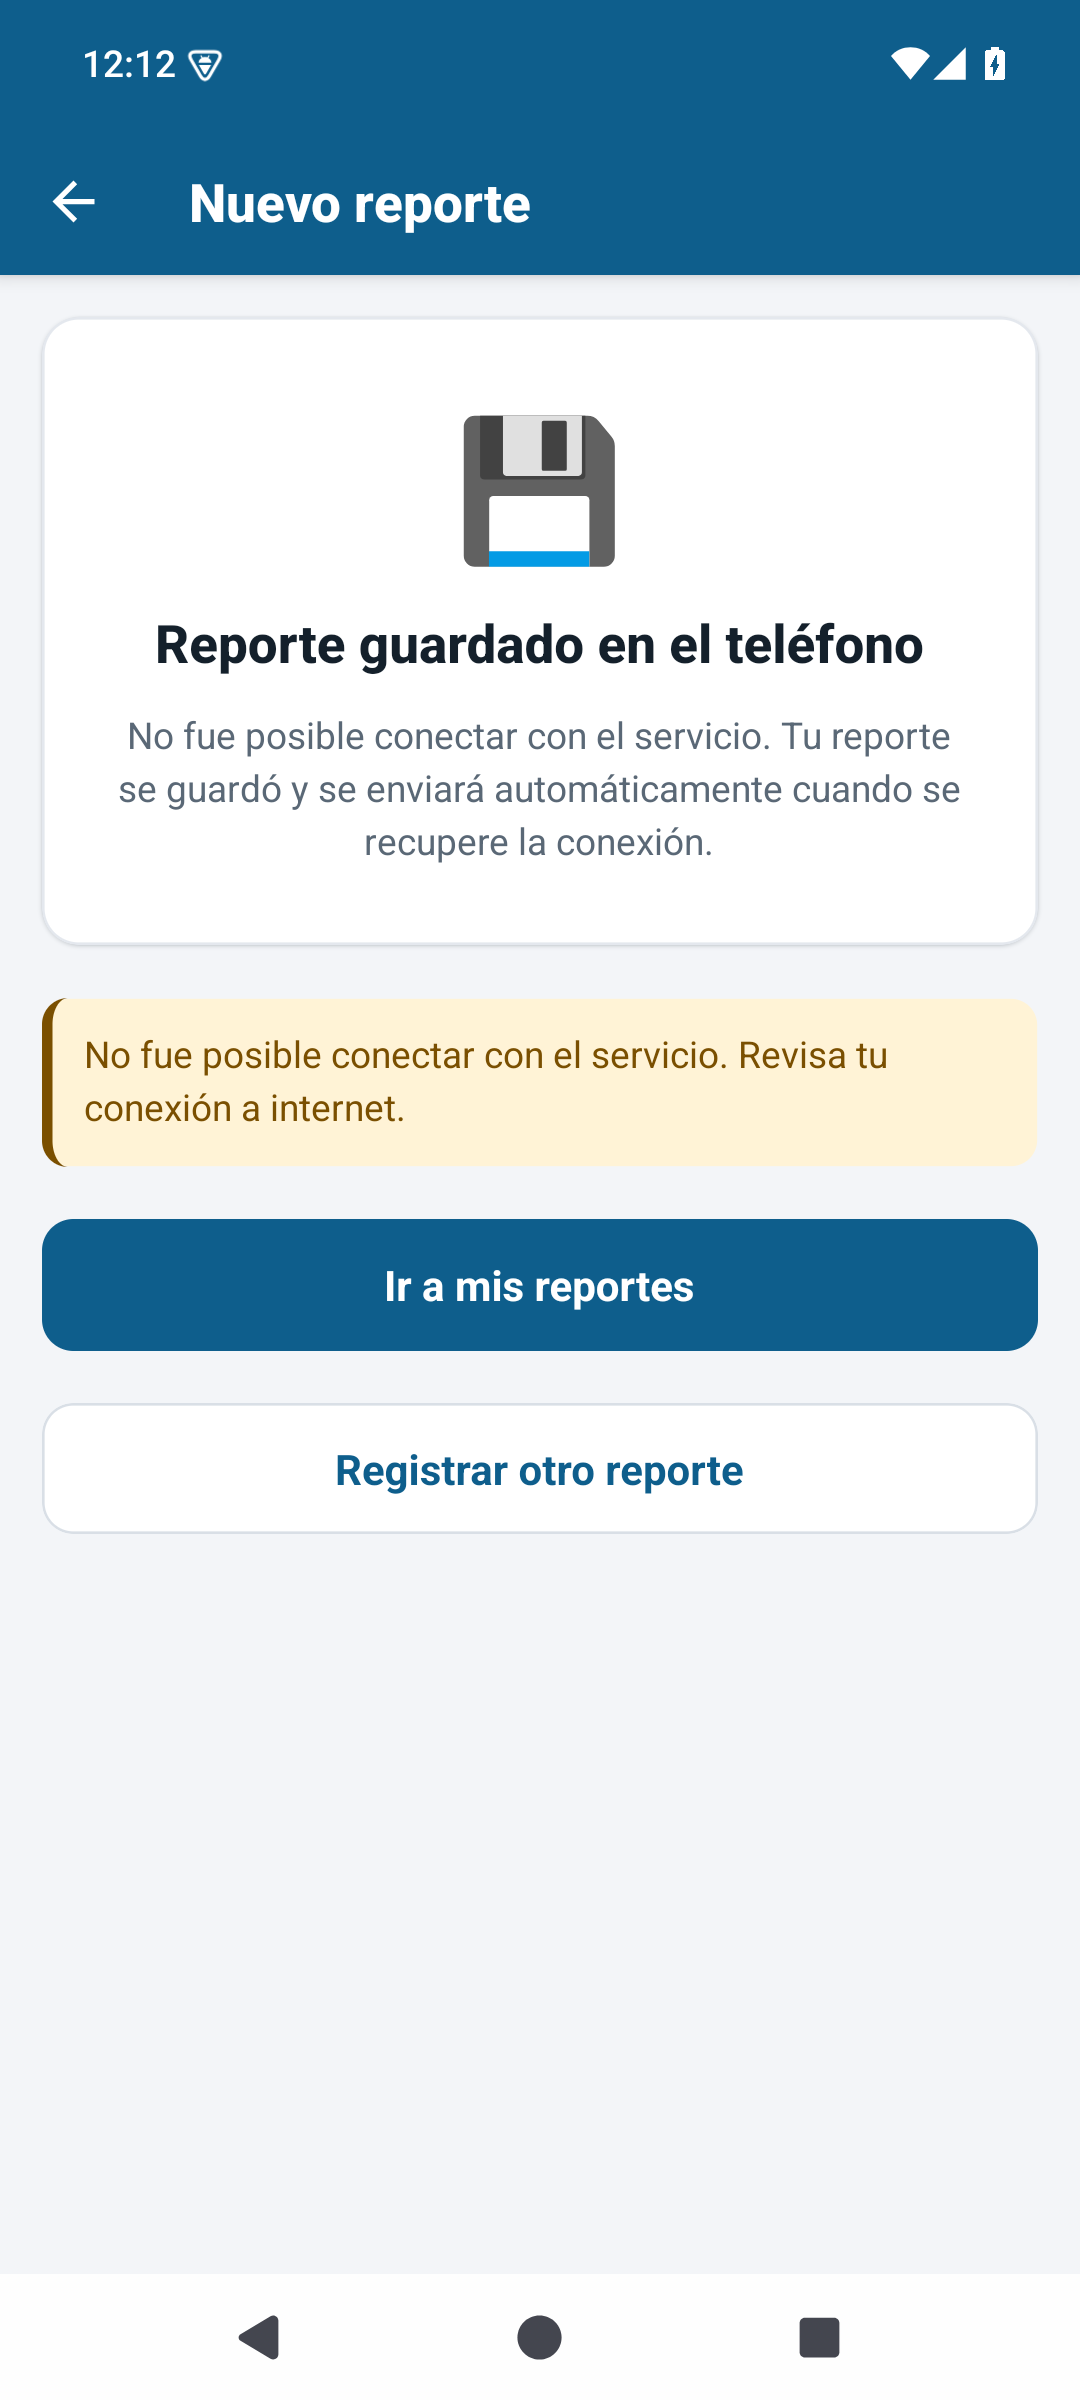 12:12
Nuevo reporte
Reporte guardado en el teléfono
No fue posible conectar con el servicio. Tu reporte
se guardó y se enviará automáticamente cuando se
recupere la conexión.
No fue posible conectar con el servicio. Revisa tu
conexión a internet.
Ir a mis reportes
Registrar otro reporte